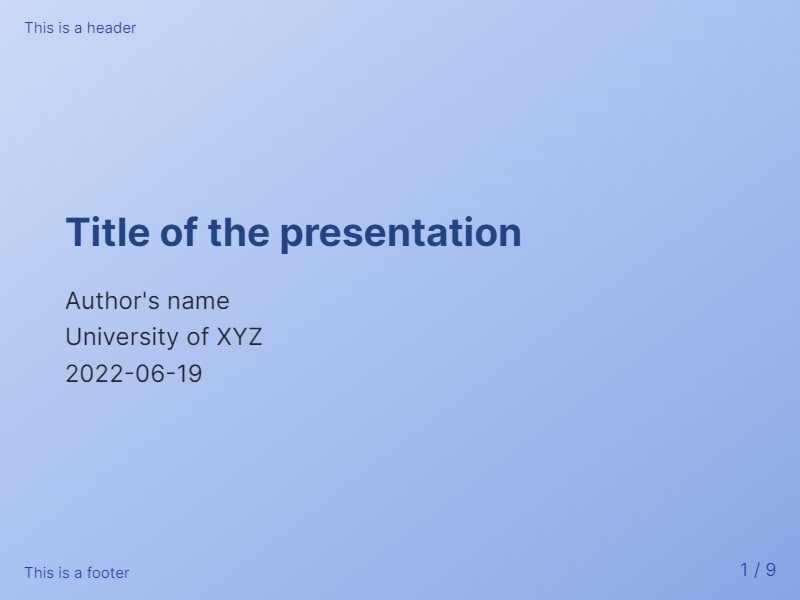 This is a header
Title of the presentation
Author's name
University of XYZ
2022-06-19
This is a footer
1 / 9